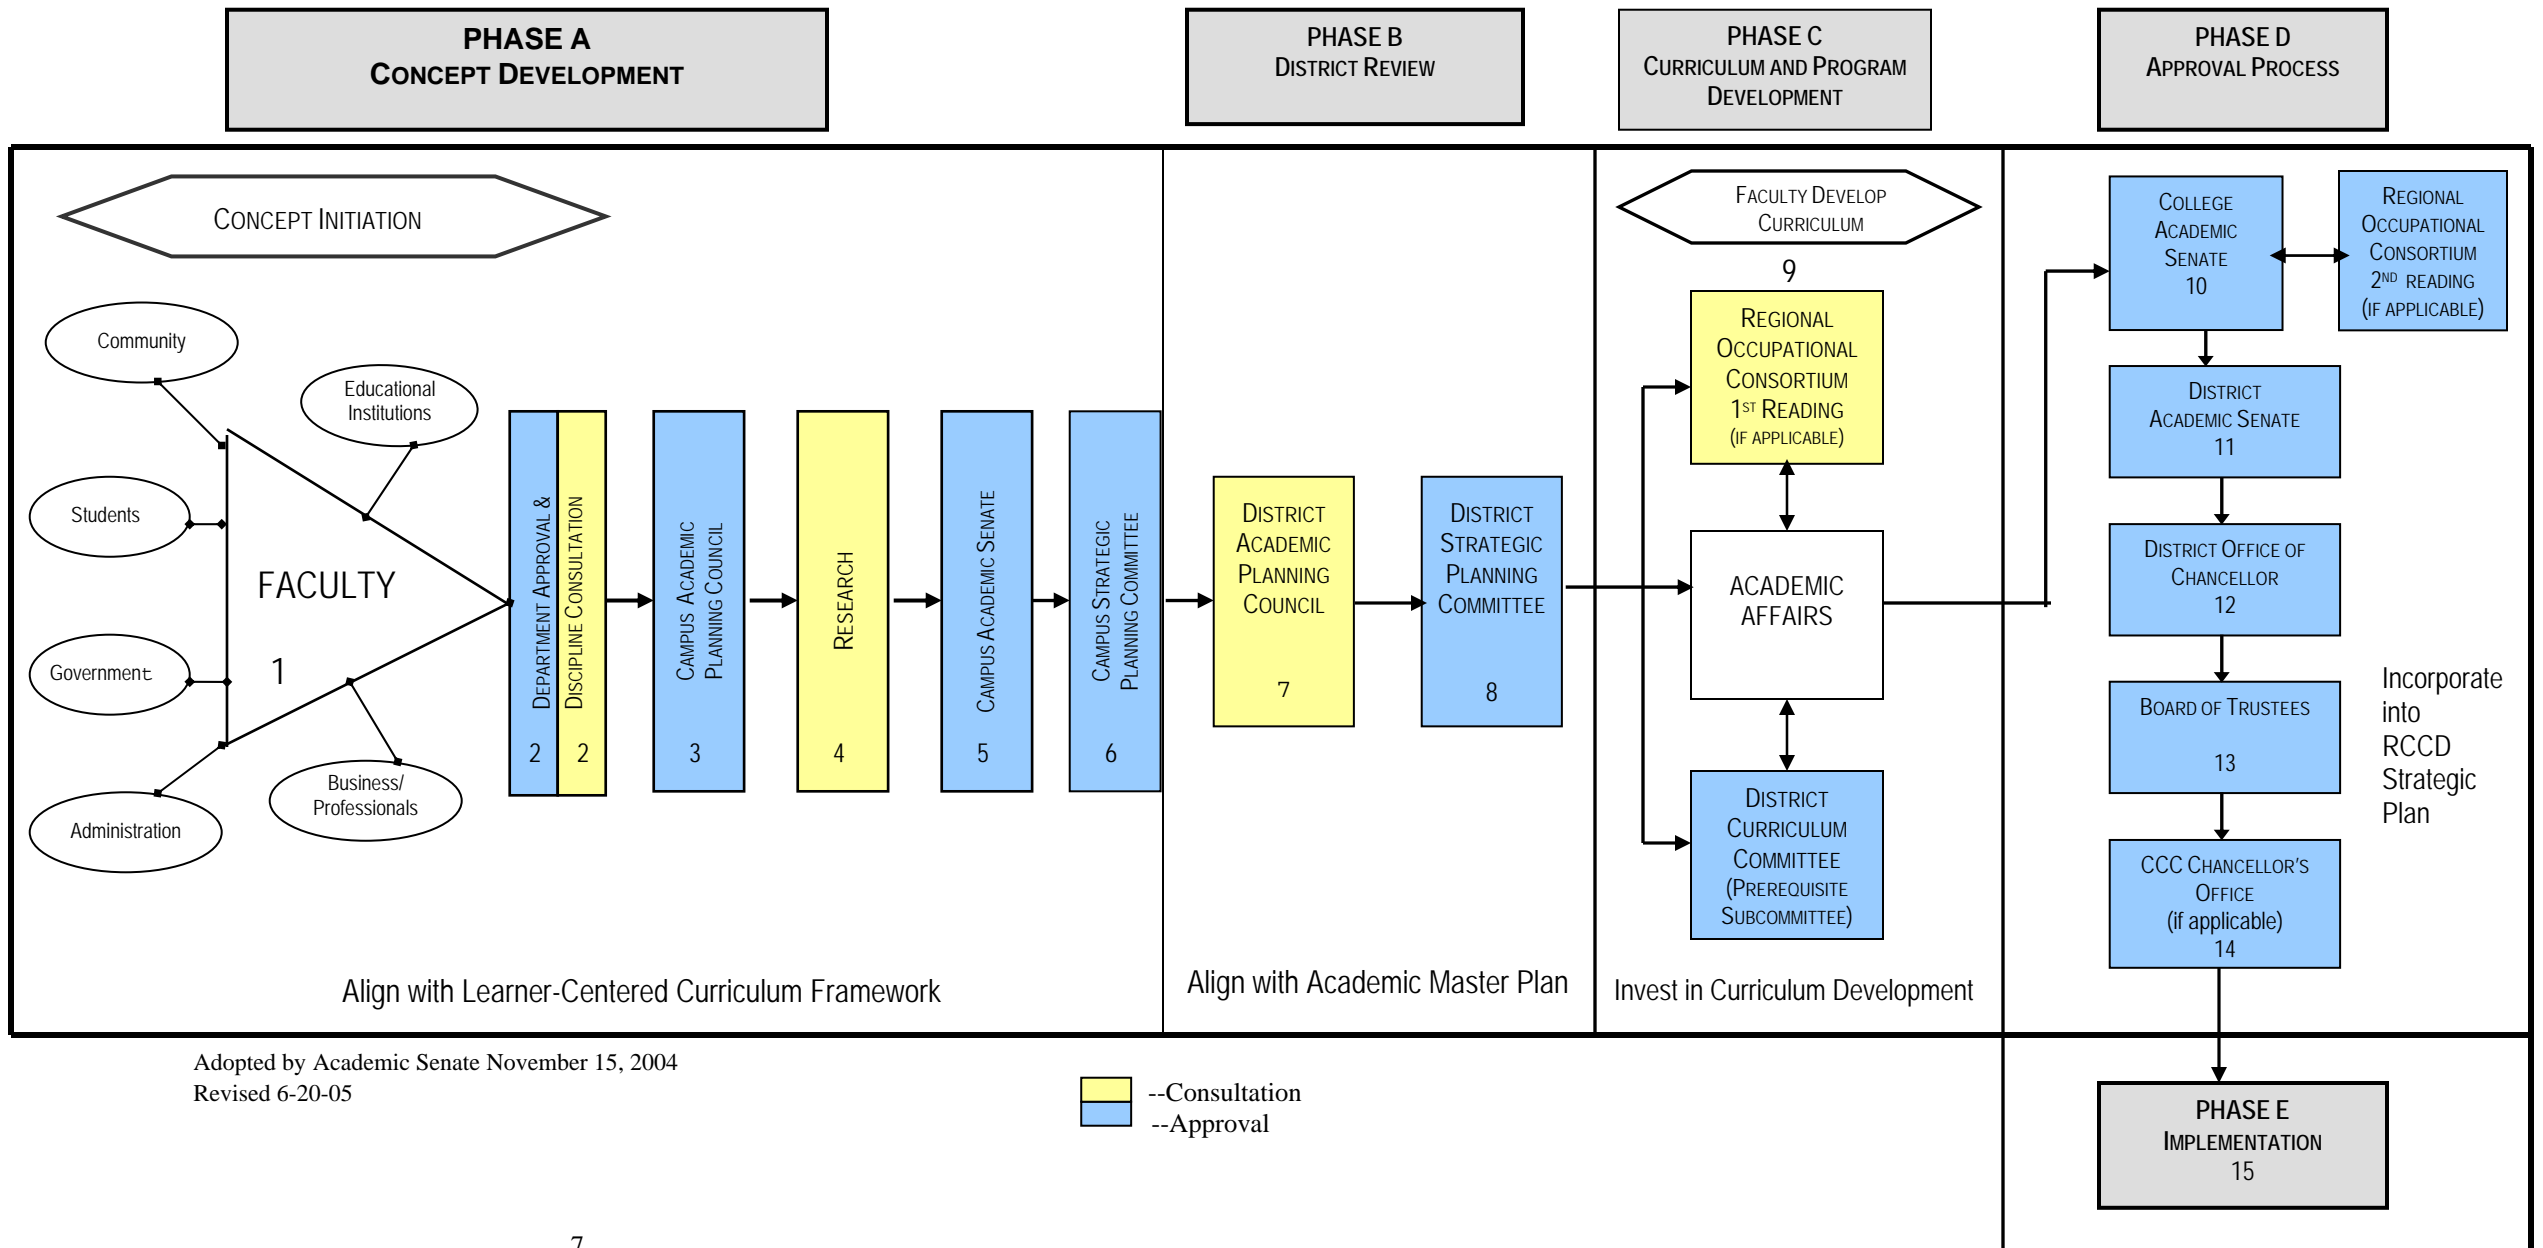 PHASE A
CONCEPT DEVELOPMENT
PHASE B
DISTRICT REVIEW
PHASE C
CURRICULUM AND PROGRAM
DEVELOPMENT
PHASE D
APPROVAL PROCESS
CONCEPT INITIATION
Community
Educational
Institutions
Students
FACULTY
1
Government
Administration
Business/
Professionals
DEPARTMENT APPROVAL &
2
DISCIPLINE CONSULTATION
2
CAMPUS ACADEMIC
PLANNING COUNCIL
3
RESEARCH
4
CAMPUS ACADEMIC SENATE
5
CAMPUS STRATEGIC
PLANNING COMMITTEE
6
Align with Learner-Centered Curriculum Framework
DISTRICT
ACADEMIC
PLANNING
COUNCIL
7
DISTRICT
STRATEGIC
PLANNING
COMMITTEE
8
Align with Academic Master Plan
FACULTY DEVELOP
CURRICULUM
9
REGIONAL
OCCUPATIONAL
CONSORTIUM
1ST READING
(IF APPLICABLE)
ACADEMIC
AFFAIRS
DISTRICT
CURRICULUM
COMMITTEE
(PREREQUISITE
SUBCOMMITTEE)
Invest in Curriculum Development
COLLEGE
ACADEMIC
SENATE
10
REGIONAL
OCCUPATIONAL
CONSORTIUM
2ND READING
(IF APPLICABLE)
DISTRICT
ACADEMIC SENATE
11
DISTRICT OFFICE OF
CHANCELLOR
12
BOARD OF TRUSTEES
13
Incorporate
into
RCCD
Strategic
Plan
CCC CHANCELLOR'S
OFFICE
(if applicable)
14
Adopted by Academic Senate November 15, 2004
Revised 6-20-05
--Consultation
--Approval
PHASE E
IMPLEMENTATION
15
7